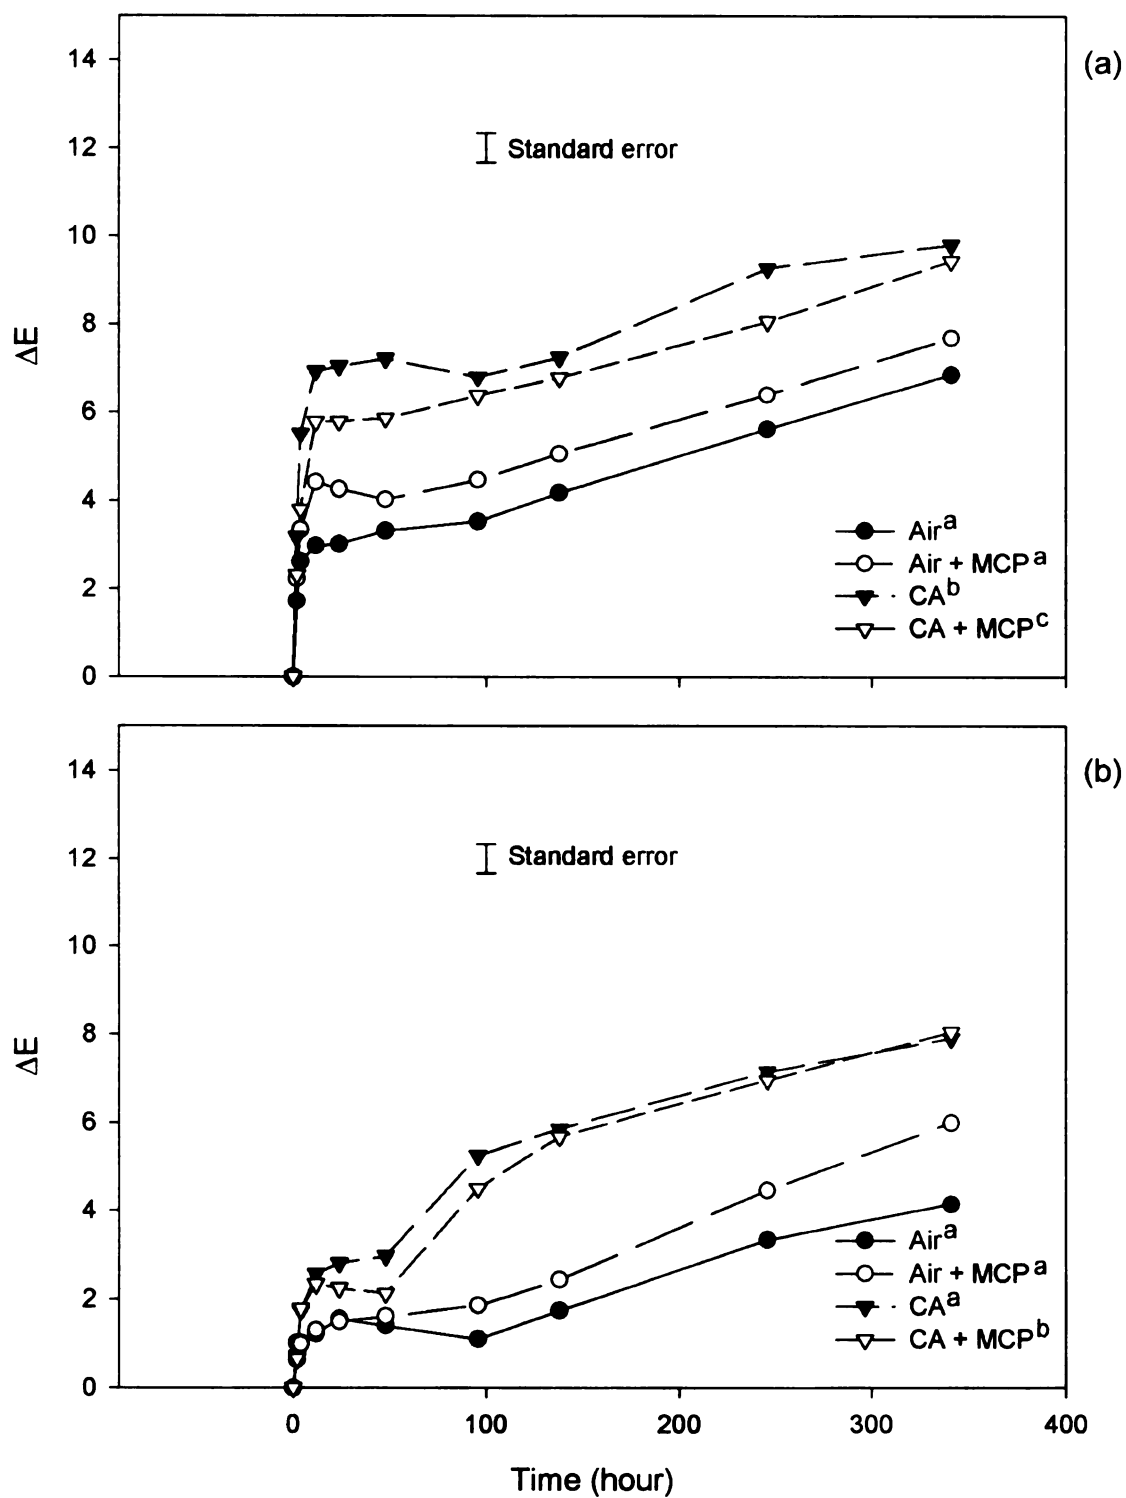 (a)
14
12
10
8
6
4
2
0
ΔE
Standard error
Air^a
Air + MCP^a
CA^b
CA + MCP^c
(b)
14
12
10
8
6
4
2
0
ΔE
Standard error
Air^a
Air + MCP^a
CA^a
CA + MCP^b
0 100 200 300 400
Time (hour)